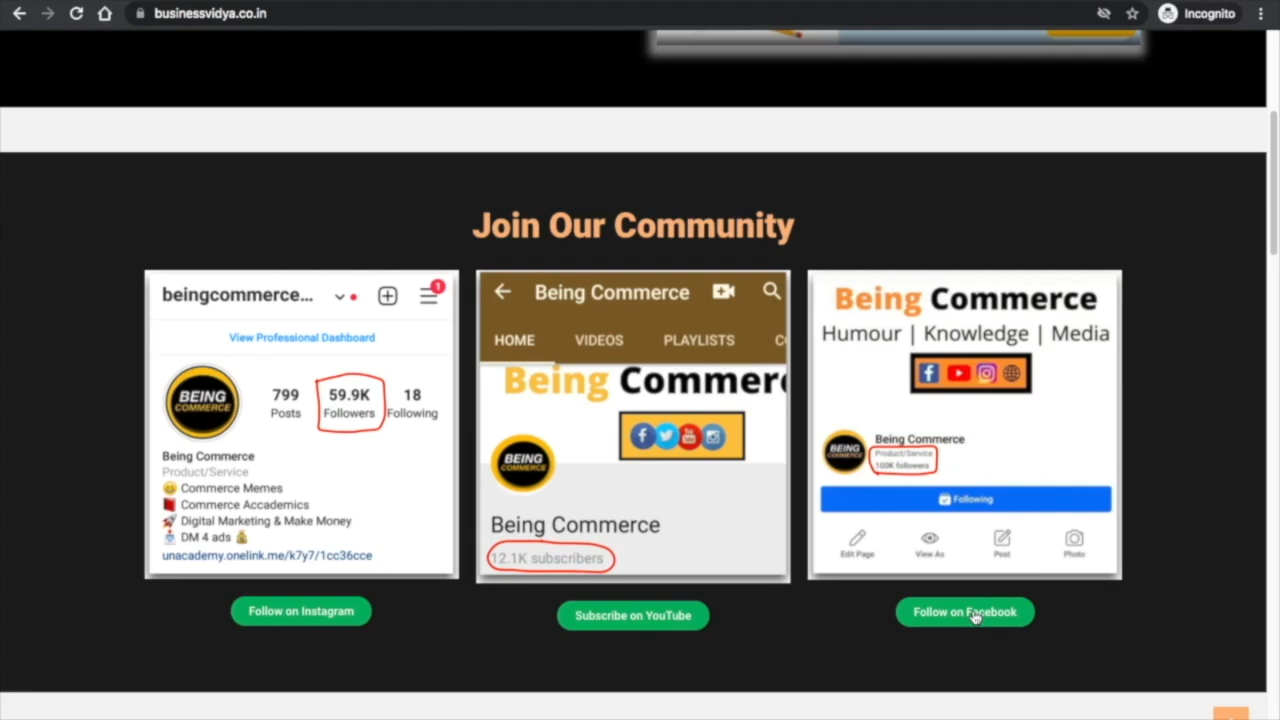 businessvidya.co.in
Incognito
Join Our Community
beingcommerce...
1
View Professional Dashboard
BEING
COMMERCE
799
Posts
59.9K
Followers
18
Following
Being Commerce
Product/Service
Commerce Memes
Commerce Accademics
Digital Marketing & Make Money
DM 4 ads
unacademy.onelink.me/k7y7/1cc36cce
Follow on Instagram
Being Commerce
HOME VIDEOS PLAYLISTS C
Being Commerc
BEING
COMMERCE
Being Commerce
12.1K subscribers
Subscribe on YouTube
Being Commerce
Humour | Knowledge | Media
BEING
COMMERCE
Being Commerce
Product/Service
100K followers
Following
Edit Page
View As
Post
Photo
Follow on Facebook